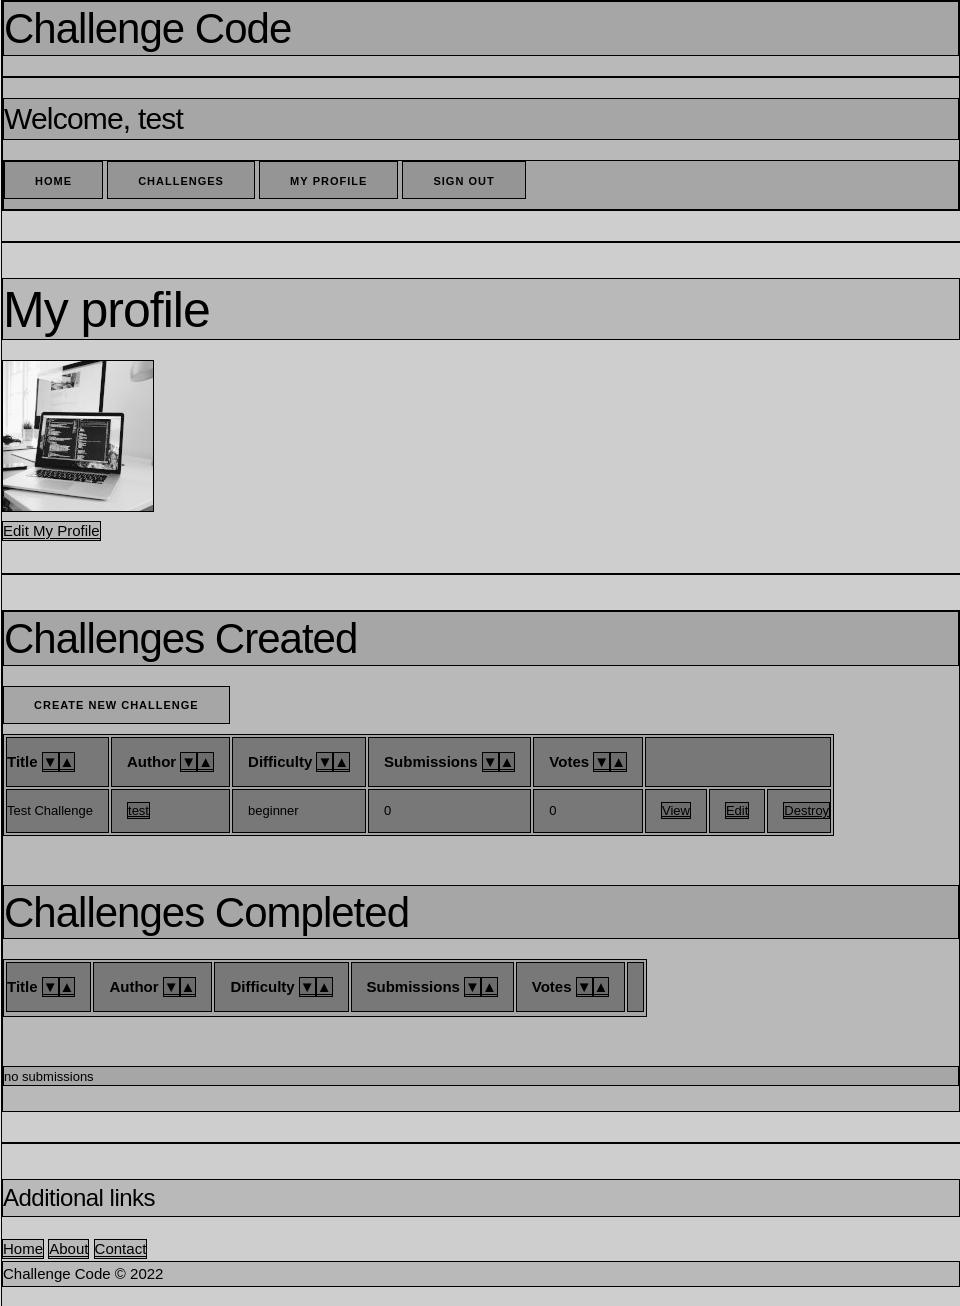 Challenge Code
Welcome, test
HOME CHALLENGES MY PROFILE SIGN OUT
My profile
Edit My Profile
Challenges Created
CREATE NEW CHALLENGE
Title ▼▲ Author ▼▲ Difficulty ▼▲ Submissions ▼▲ Votes ▼▲
Test Challenge test beginner 0 0 View Edit Destroy
Challenges Completed
Title ▼▲ Author ▼▲ Difficulty ▼▲ Submissions ▼▲ Votes ▼▲
no submissions
Additional links
Home About Contact
Challenge Code © 2022